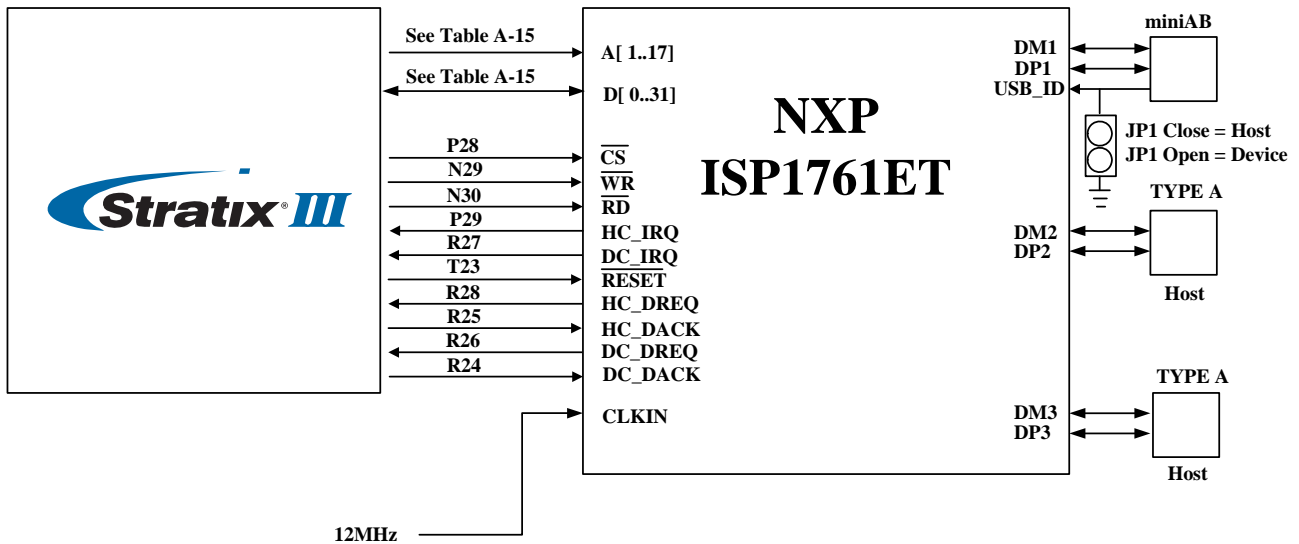 See Table A-15
See Table A-15
P28
N29
N30
P29
R27
T23
R28
R25
R26
R24
12MHz
Stratix® III
A[ 1..17]
D[ 0..31]
CS
WR
RD
HC_IRQ
DC_IRQ
RESET
HC_DREQ
HC_DACK
DC_DREQ
DC_DACK
CLKIN
NXP
ISP1761ET
DM1
DP1
USB_ID
DM2
DP2
DM3
DP3
miniAB
JP1 Close = Host
JP1 Open = Device
TYPE A
Host
TYPE A
Host